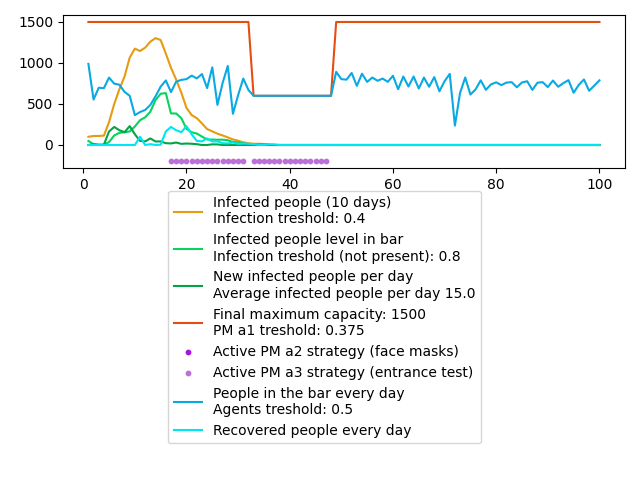 1500
1000
500
0
0 20 40 60 80 100
Infected people (10 days)
Infection treshold: 0.4
Infected people level in bar
Infection treshold (not present): 0.8
New infected people per day
Average infected people per day 15.0
Final maximum capacity: 1500
PM a1 treshold: 0.375
Active PM a2 strategy (face masks)
Active PM a3 strategy (entrance test)
People in the bar every day
Agents treshold: 0.5
Recovered people every day